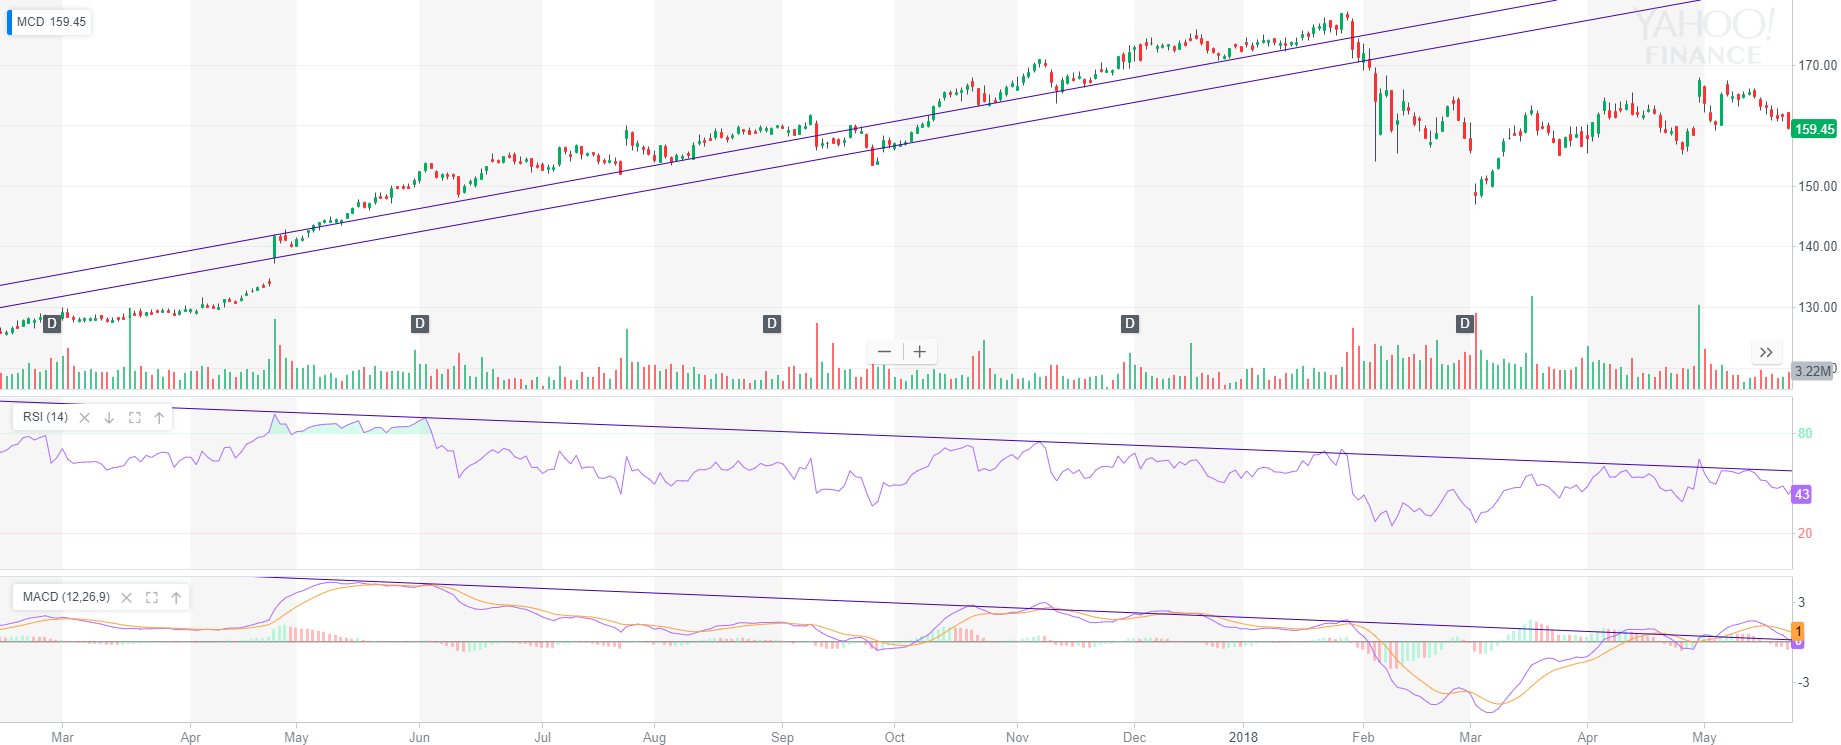 MCD 159.45
YAHOO!
FINANCE
170.00
159.45
150.00
140.00
130.00
D D D D D
3.22M
RSI (14)
80
43
20
MACD (12,26,9)
3
1
-3
Mar Apr May Jun Jul Aug Sep Oct Nov Dec 2018 Feb Mar Apr May